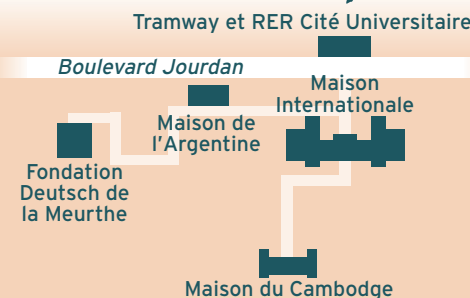 Tramway et RER Cité Universitaire
Boulevard Jourdan
Maison
Internationale
Maison de
l'Argentine
Fondation
Deutsch de
la Meurthe
Maison du Cambodge